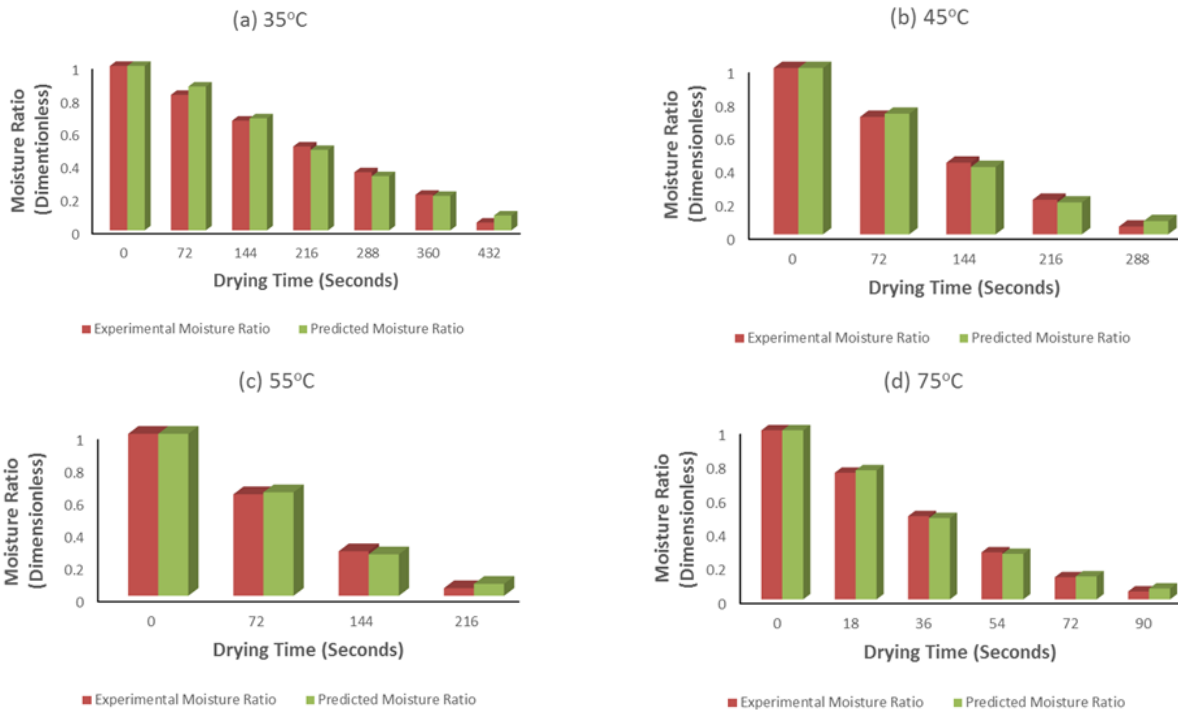 (a) 35°C
Moisture Ratio
(Dimentionless)
1
0.8
0.6
0.4
0.2
0
0 72 144 216 288 360 432
Drying Time (Seconds)
Experimental Moisture Ratio Predicted Moisture Ratio
(b) 45°C
Moisture Ratio
(Dimensionless)
1
0.8
0.6
0.4
0.2
0
0 72 144 216 288
Drying Time (Seconds)
Experimental Moisture Ratio Predicted Moisture Ratio
(c) 55°C
Moisture Ratio
(Dimensionless)
1
0.8
0.6
0.4
0.2
0
0 72 144 216
Drying Time (Seconds)
Experimental Moisture Ratio Predicted Moisture Ratio
(d) 75°C
Moisture Ratio
(Dimensionless)
1
0.8
0.6
0.4
0.2
0
0 18 36 54 72 90
Drying Time (Seconds)
Experimental Moisture Ratio Predicted Moisture Ratio